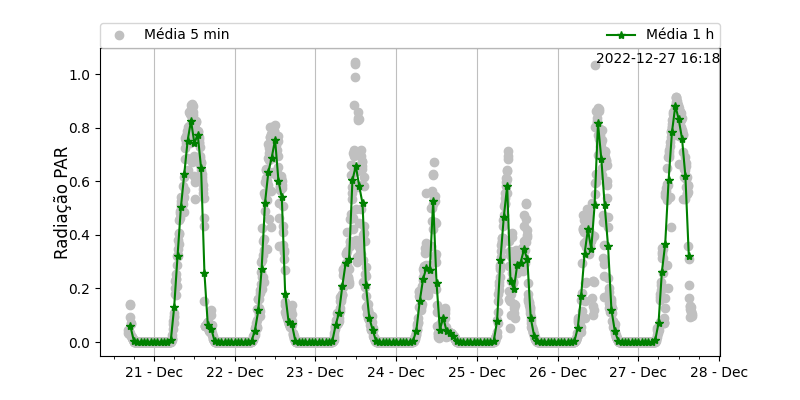 Média 5 min
Média 1 h
2022-12-27 16:18
Radiação PAR
1.0
0.8
0.6
0.4
0.2
0.0
21 - Dec
22 - Dec
23 - Dec
24 - Dec
25 - Dec
26 - Dec
27 - Dec
28 - Dec